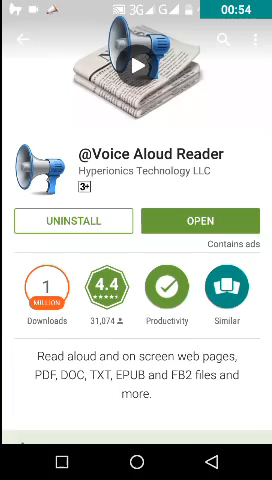 3G G 00:54
@Voice Aloud Reader
Hyperionics Technology LLC
3+
UNINSTALL OPEN
Contains ads
1 MILLION 4.4
Downloads 31,074 Productivity Similar
Read aloud and on screen web pages,
PDF, DOC, TXT, EPUB and FB2 files and
more.